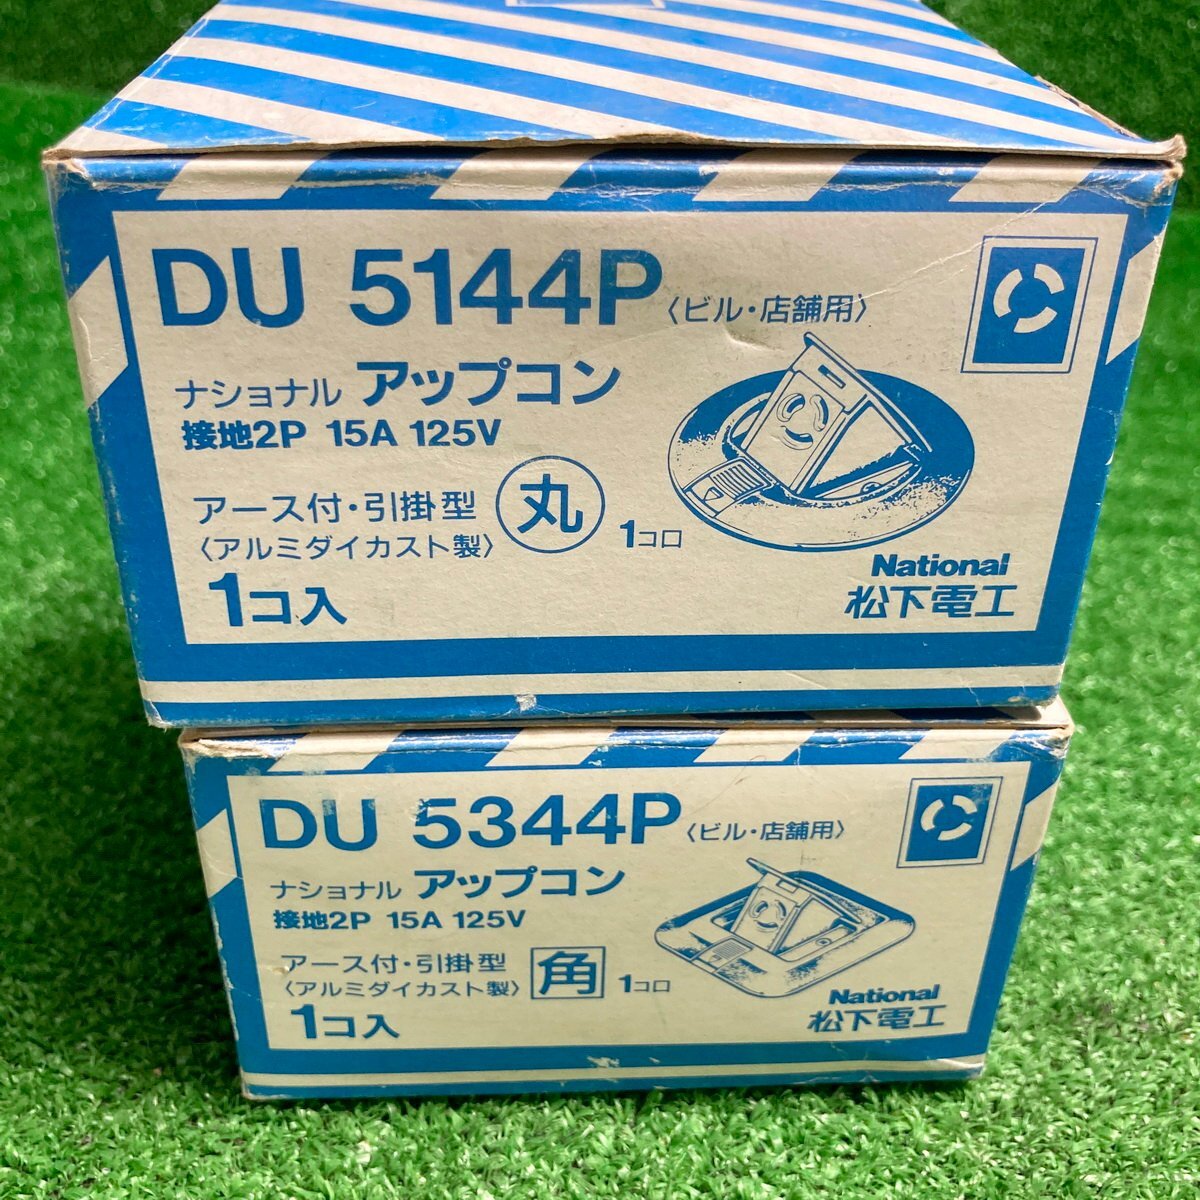 DU 5144P 〈ビル・店舗用〉
ナショナル アップコン
接地2P 15A 125V
アース付・引掛型 丸 1コ口
〈アルミダイカスト製〉
1コ入
National
松下電工
DU 5344P 〈ビル・店舗用〉
ナショナル アップコン
接地2P 15A 125V
アース付・引掛型 角 1コ口
〈アルミダイカスト製〉
1コ入
National
松下電工